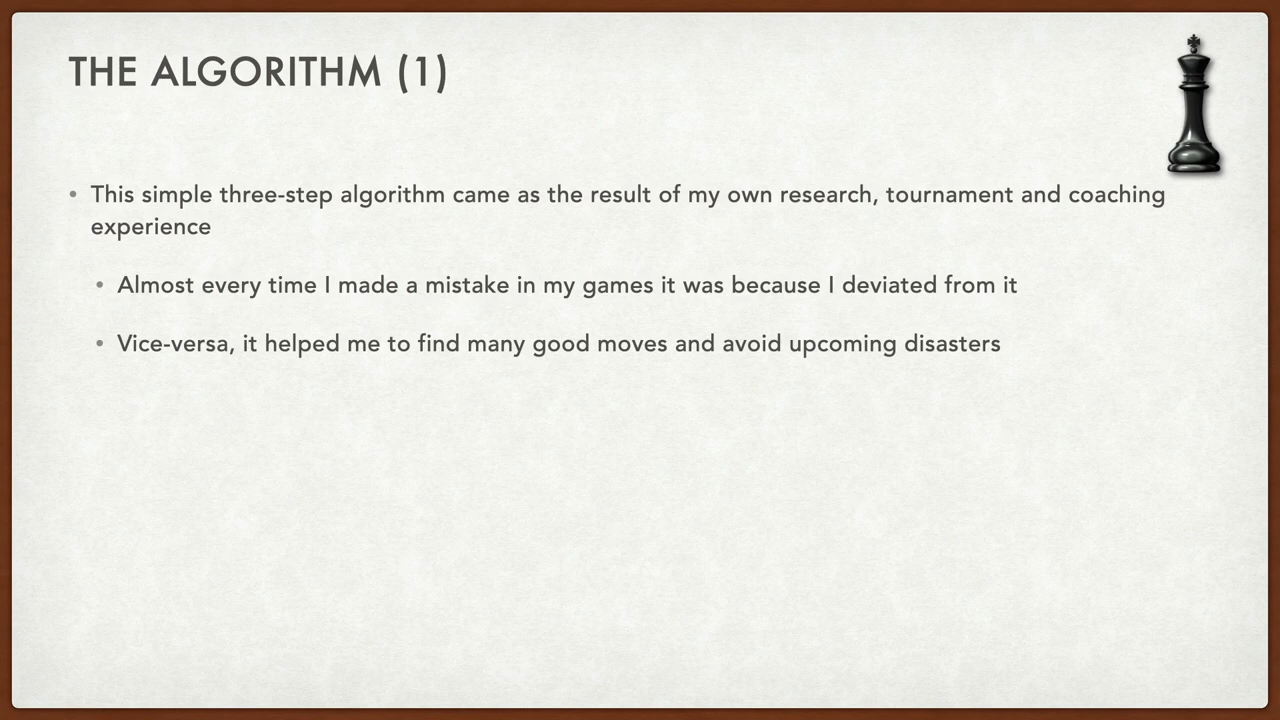 THE ALGORITHM (1)
• This simple three-step algorithm came as the result of my own research, tournament and coaching
experience
• Almost every time I made a mistake in my games it was because I deviated from it
• Vice-versa, it helped me to find many good moves and avoid upcoming disasters